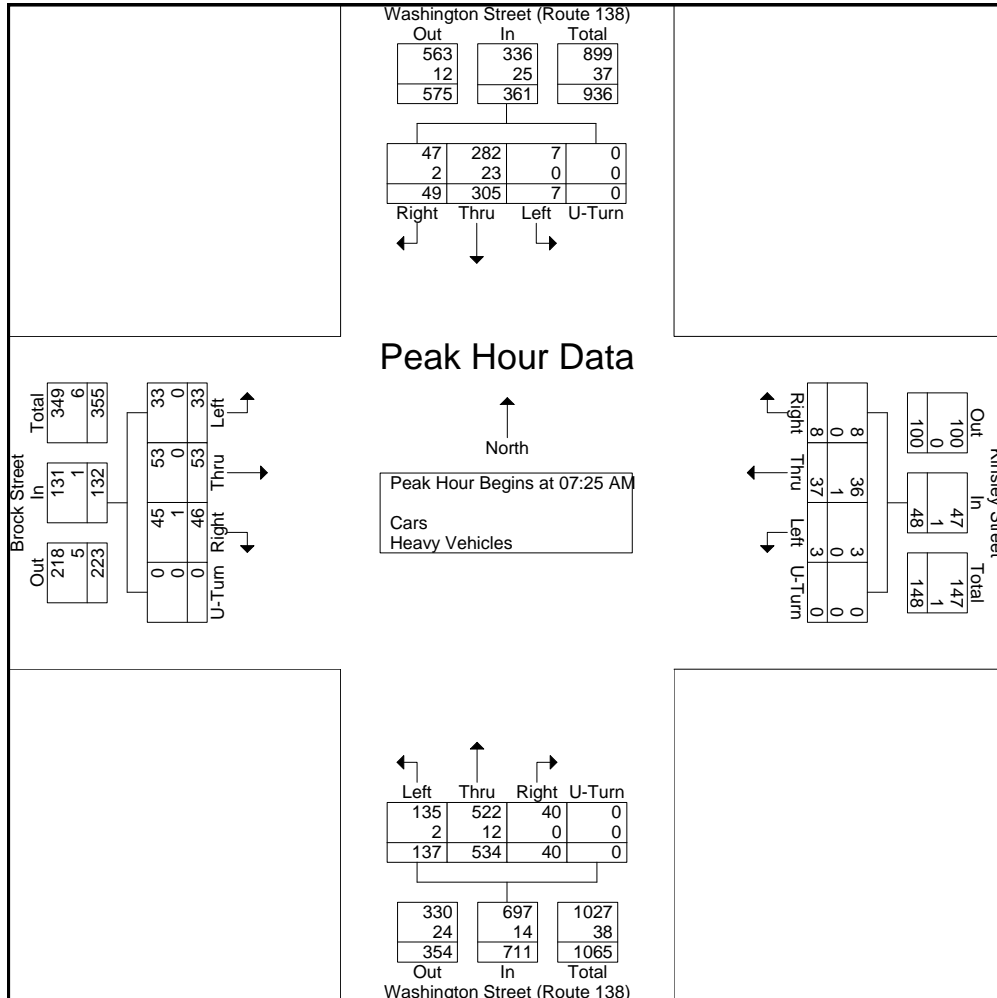 Washington Street (Route 138)
Out In Total
563 336 899
12 25 37
575 361 936
47 282 7 0
2 23 0 0
49 305 7 0
Right Thru Left U-Turn
Peak Hour Data
Brock Street
Out In Total
218 131 349
5 1 6
223 132 355
0 45 53 33
0 1 0 0
0 46 53 33
U-Turn Right Thru Left
North
Peak Hour Begins at 07:25 AM
Cars
Heavy Vehicles
Kinsley Street
Out In Total
100 47 147
0 1 1
100 48 148
8 36 3 0
0 1 0 0
8 37 3 0
Right Thru Left U-Turn
Left Thru Right U-Turn
135 522 40 0
2 12 0 0
137 534 40 0
330 697 1027
24 14 38
354 711 1065
Out In Total
Washington Street (Route 138)